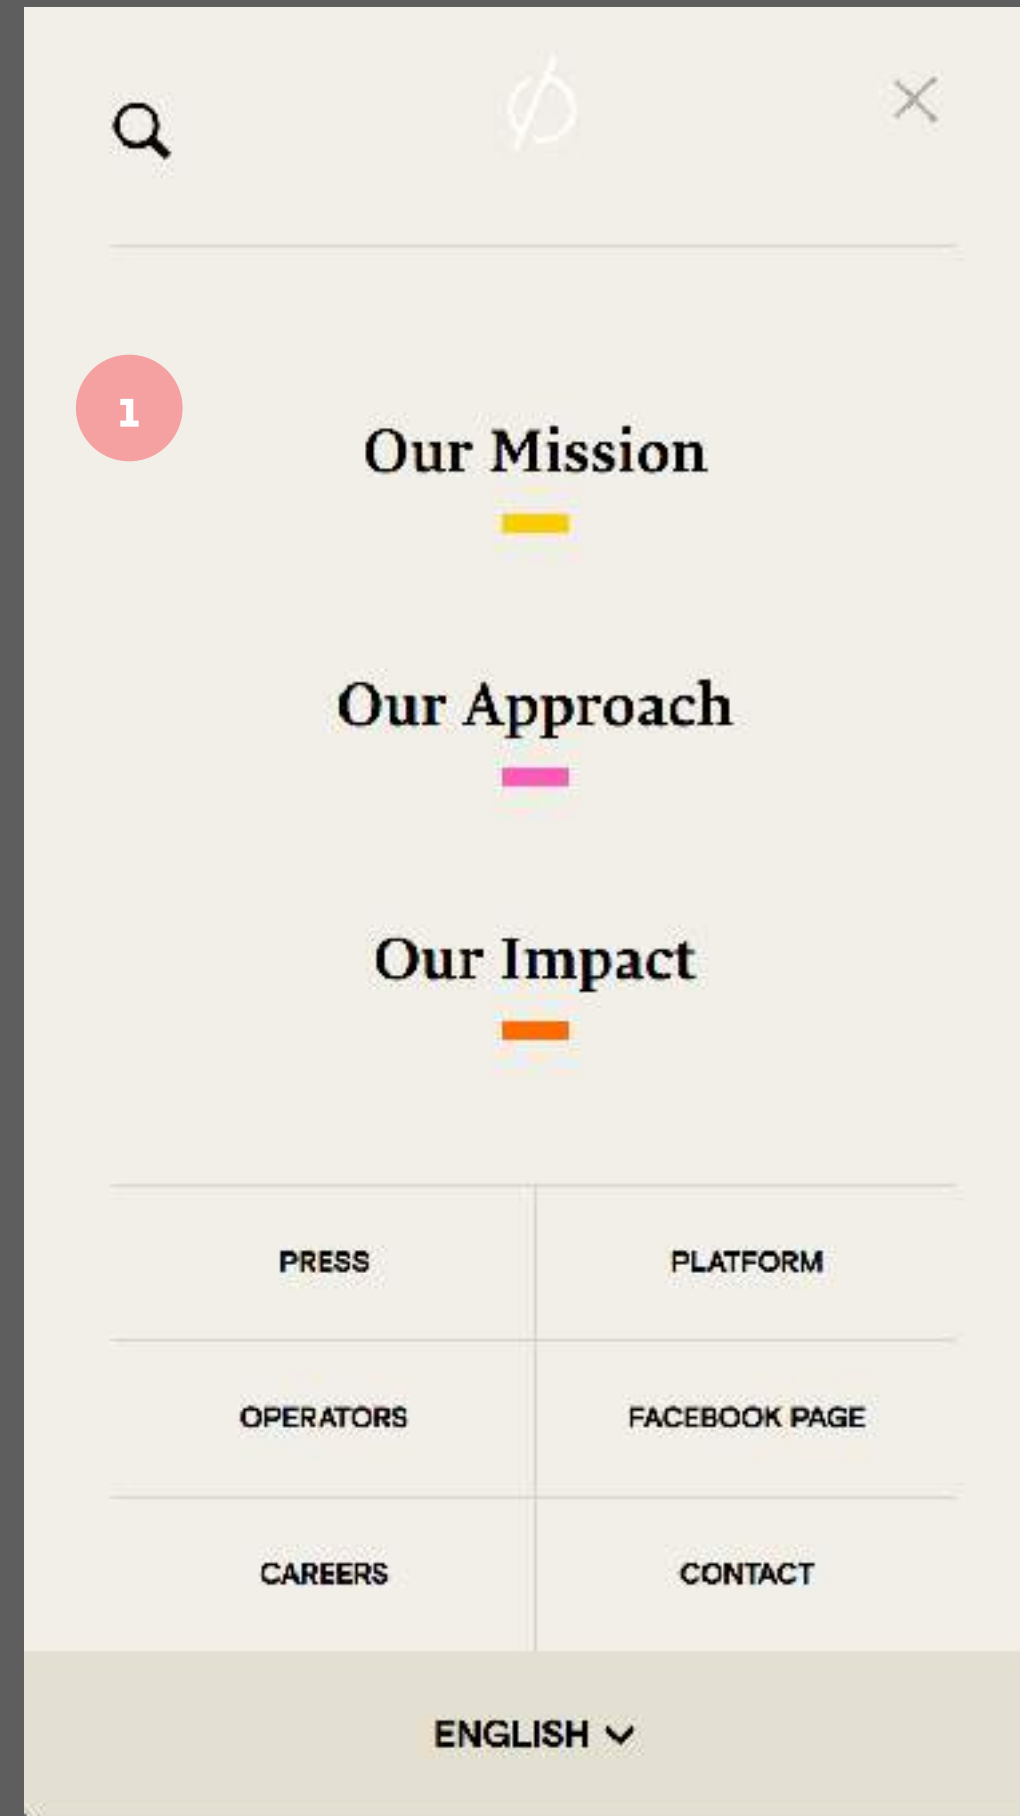 1
Our Mission
Our Approach
Our Impact
PRESS
PLATFORM
OPERATORS
FACEBOOK PAGE
CAREERS
CONTACT
ENGLISH